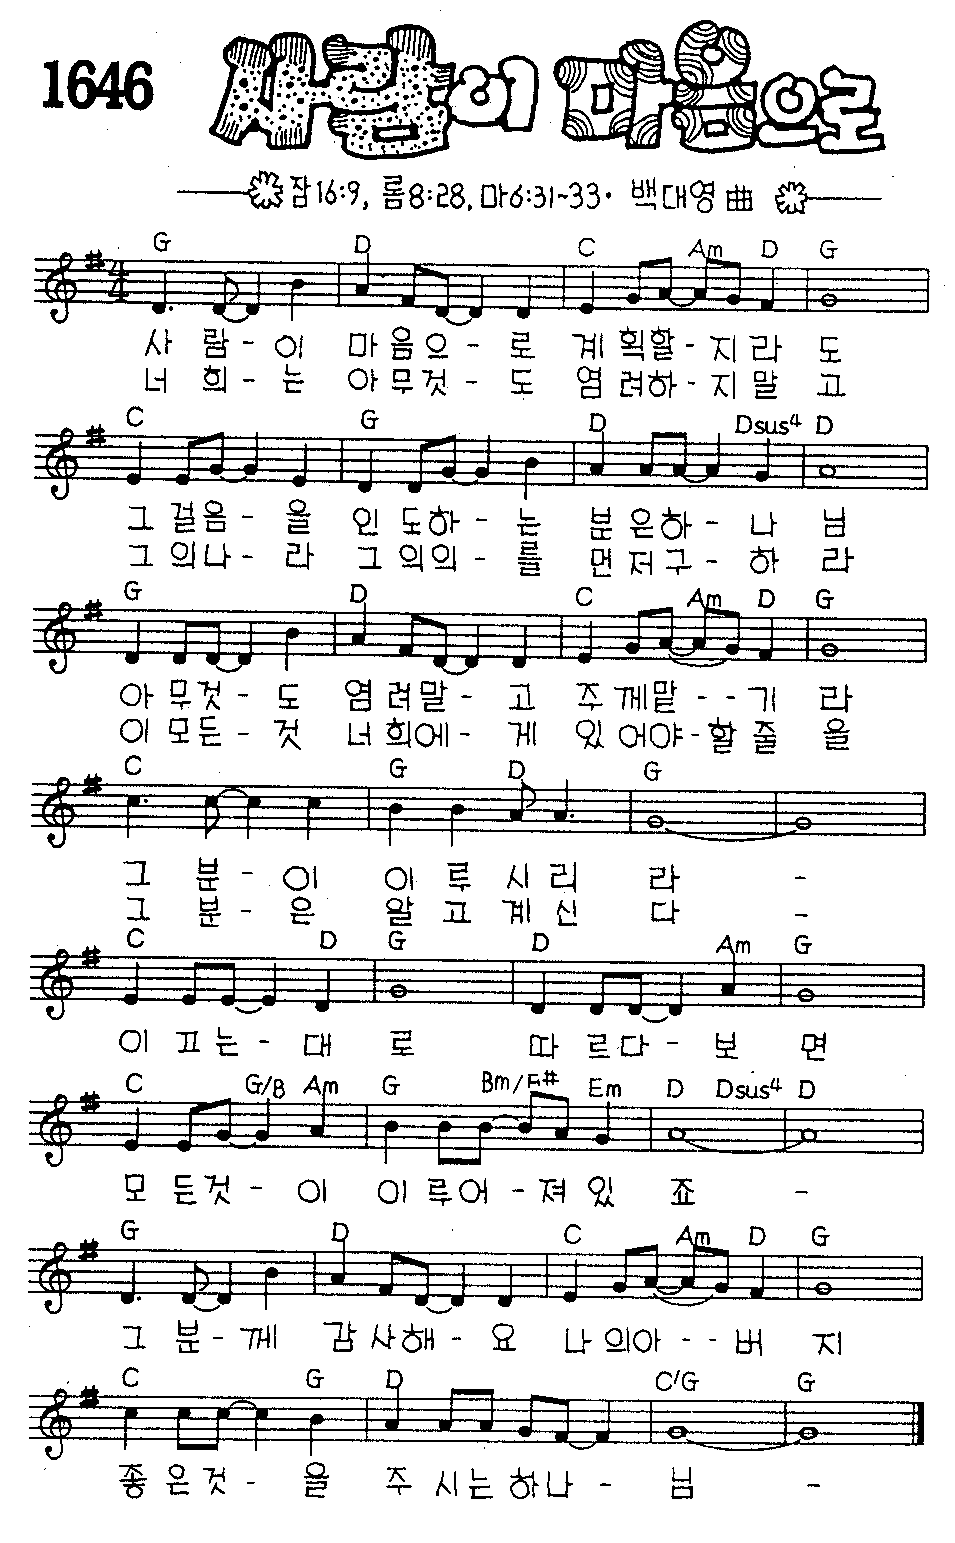 1646 사람이 마음으로
잠16:9, 롬8:28, 마6:31~33. 백대영 曲
G D C Am D G
사 람 - 이 마 음으 - 로 계 획할 - 지 라 도
너 희 - 는 아 무것 - 도 염 려하 - 지 말 고
C G D Dsus4 D
그 걸음 - 을 인 도하 - 는 분 은하 - 나 님
그 의나 - 라 그 의의 - 를 먼 저구 - 하 라
G D C Am D G
아 무것 - 도 염 려말 - 고 주 께말 - - 기 라
이 모든 - 것 너 희에 - 게 있 어야 - 할 줄 을
C G D G
그 분 - 이 이 루 시 리 라 -
그 분 - 은 알 고 계 신 다 -
C D G D Am G
이 끄는 - 대 로 따 르다 - 보 면
C G/B Am G Bm/F# Em D Dsus4 D
모 든것 - 이 이 루어 - 져 있 죠 -
G D C Am D G
그 분 - 께 감 사해 - 요 나 의아 - - 버 지
C G D C/G G
좋 은것 - 을 주 시 는 하나 - 님 -